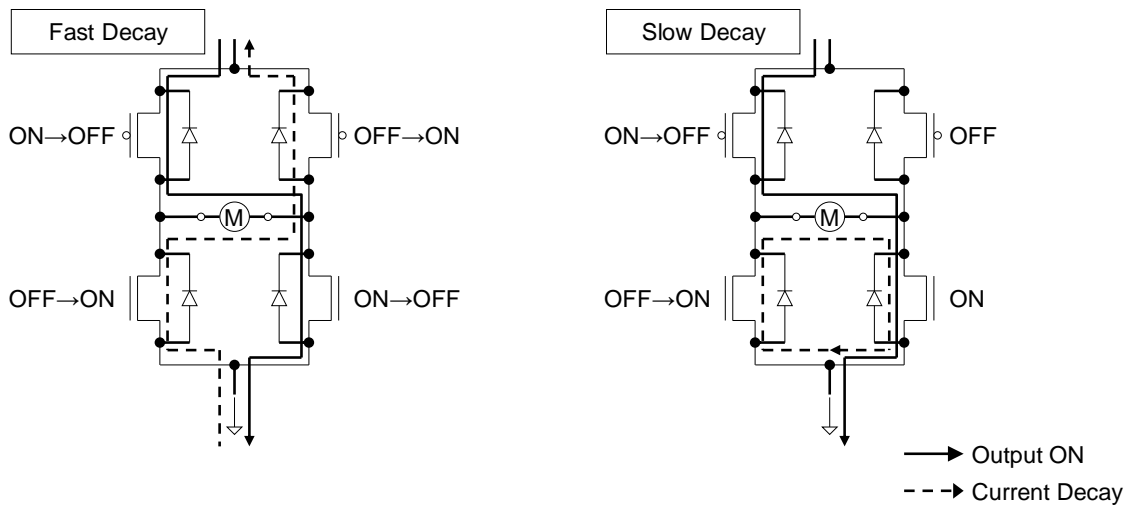 Fast Decay
Slow Decay
ON→OFF
OFF→ON
ON→OFF
OFF
M
M
OFF→ON
ON→OFF
OFF→ON
ON
Output ON
Current Decay